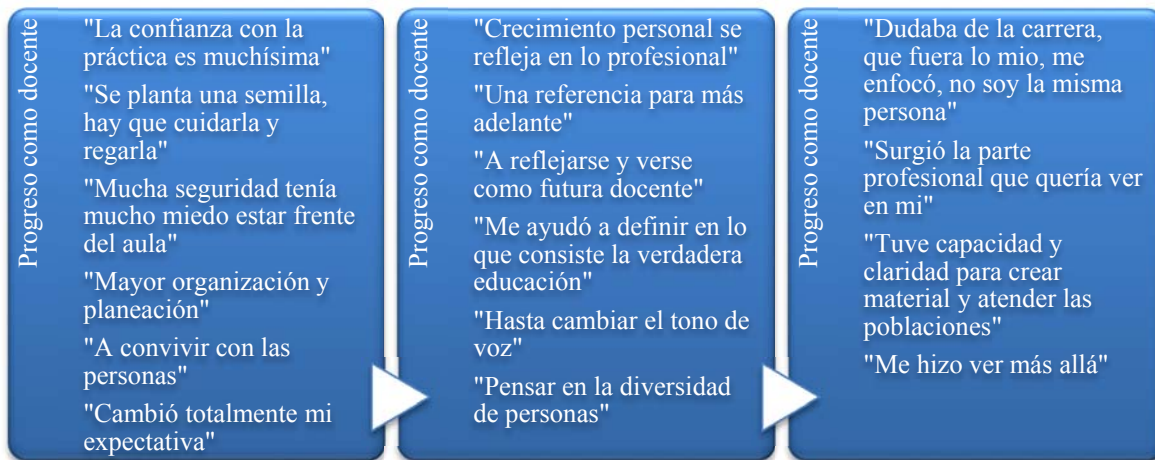 Progreso como docente
"La confianza con la
práctica es muchísima"
"Se planta una semilla,
hay que cuidarla y
regarla"
"Mucha seguridad tenía
mucho miedo estar frente
del aula"
"Mayor organización y
planeación"
"A convivir con las
personas"
"Cambió totalmente mi
expectativa"
Progreso como docente
"Crecimiento personal se
refleja en lo profesional"
"Una referencia para más
adelante"
"A reflejarse y verse
como futura docente"
"Me ayudó a definir en lo
que consiste la verdadera
educación"
"Hasta cambiar el tono de
voz"
"Pensar en la diversidad
de personas"
Progreso como docente
"Dudaba de la carrera,
que fuera lo mio, me
enfocó, no soy la misma
persona"
"Surgió la parte
profesional que quería ver
en mi"
"Tuve capacidad y
claridad para crear
material y atender las
poblaciones"
"Me hizo ver más allá"